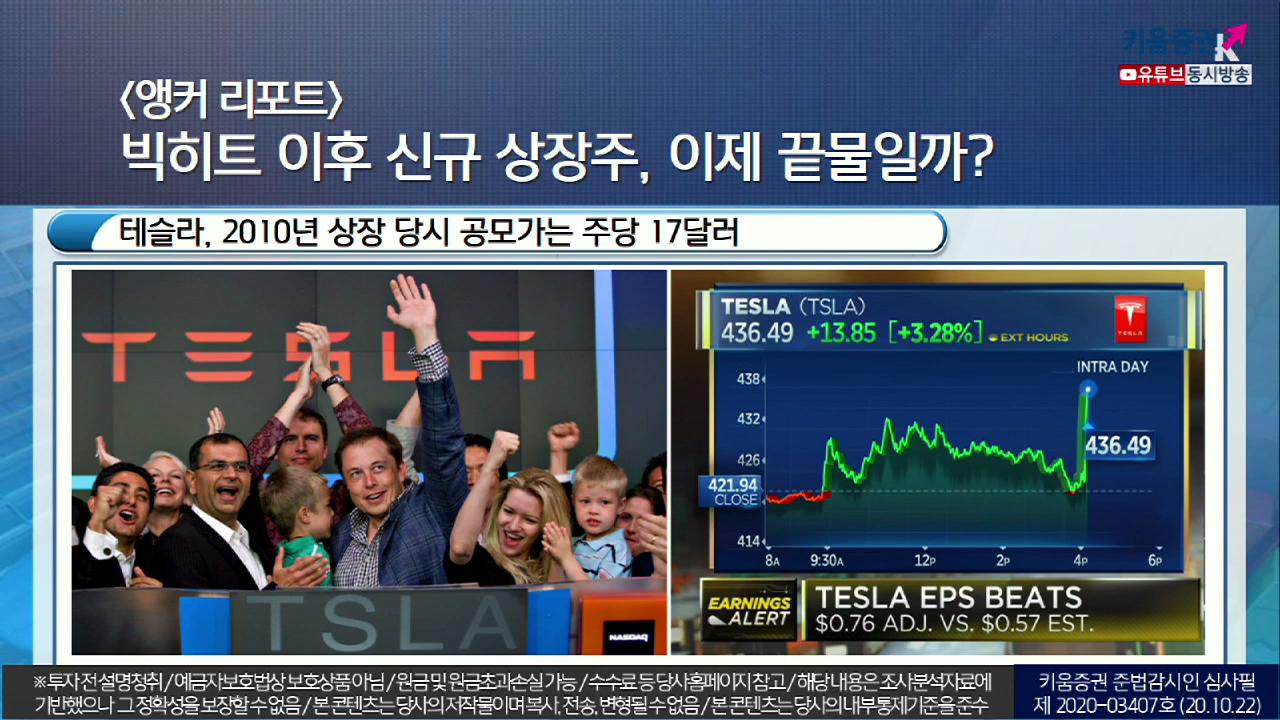 키움증권
유튜브 동시방송
<앵커 리포트>
빅히트 이후 신규 상장주, 이제 끝물일까?
테슬라, 2010년 상장 당시 공모가는 주당 17달러
TESLA
TSLA
NASDAQ
TESLA (TSLA)
436.49 +13.85 [+3.28%] EXT HOURS
TESLA
INTRA DAY
438
432
436.49
426
421.94
CLOSE
414
8A 9:30A 12P 2P 4P 6P
EARNINGS
ALERT
TESLA EPS BEATS
$0.76 ADJ. VS. $0.57 EST.
※투자 전 설명청취 / 예금자보호법상 보호상품 아님 / 원금 및 원금초과손실 가능 / 수수료 등 당사 홈페이지 참고 / 해당 내용은 조사분석자료에
기반했으나 그 정확성을 보장할 수 없음 / 본 콘텐츠는 당사의 저작물이며 복사, 전송, 변형될 수 없음 / 본 콘텐츠는 당사의 내부통제기준을 준수
키움증권 준법감시인 심사필
제 2020-03407호 (20.10.22)